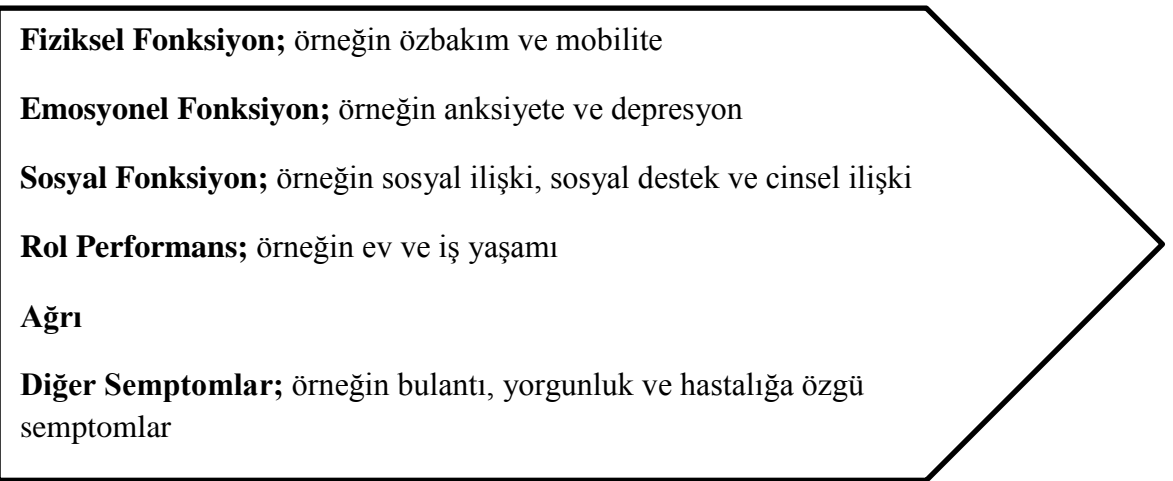 Fiziksel Fonksiyon; örneğin özbakım ve mobilite
Emosyonel Fonksiyon; örneğin anksiyete ve depresyon
Sosyal Fonksiyon; örneğin sosyal ilişki, sosyal destek ve cinsel ilişki
Rol Performans; örneğin ev ve iş yaşamı
Ağrı
Diğer Semptomlar; örneğin bulantı, yorgunluk ve hastalığa özgü
semptomlar